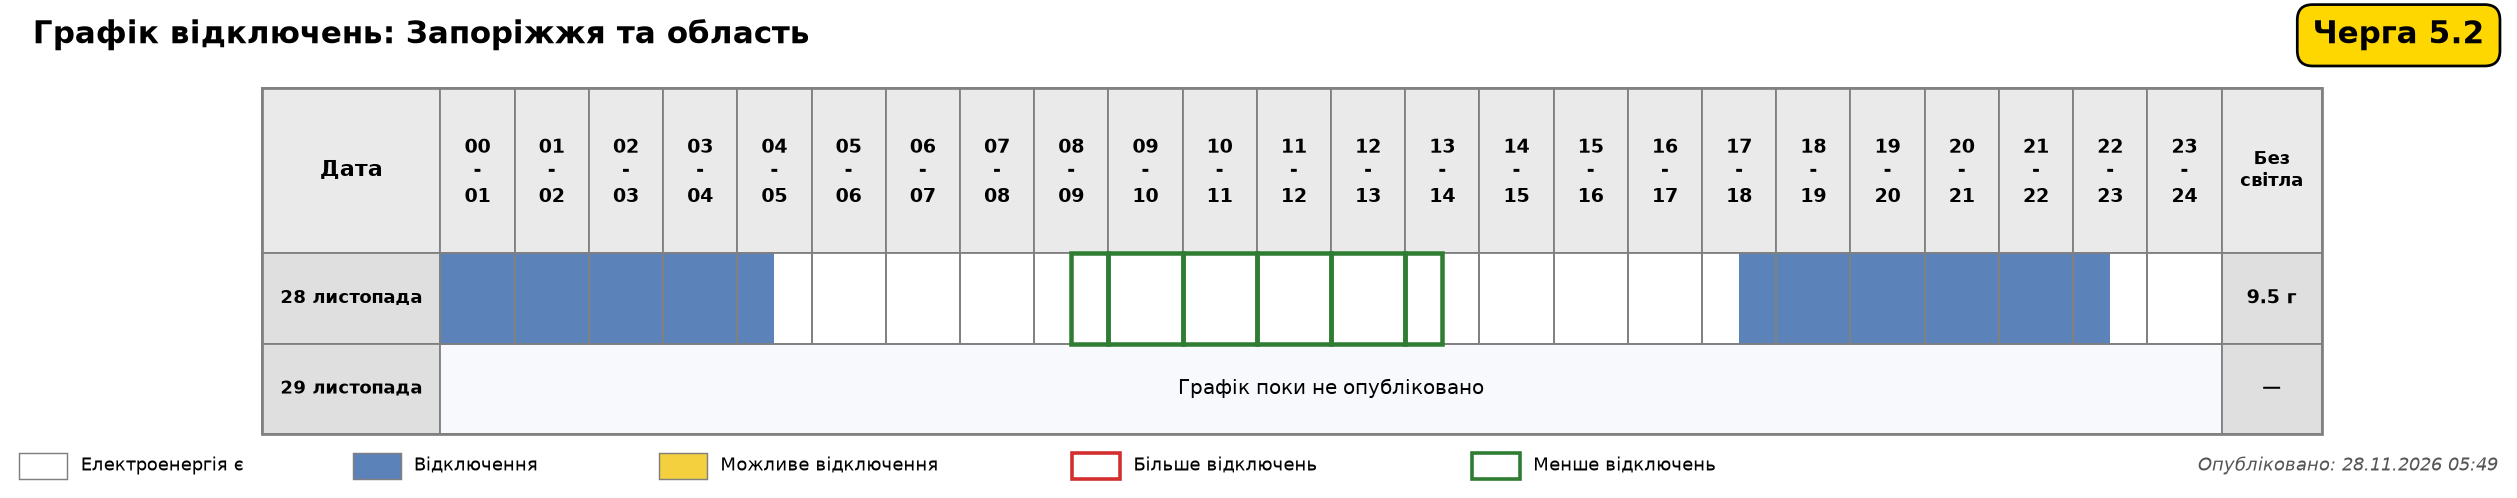 Графік відключень: Запоріжжя та область
Черга 5.2
Дата 00 - 01 01 - 02 02 - 03 03 - 04 04 - 05 05 - 06 06 - 07 07 - 08 08 - 09 09 - 10 10 - 11 11 - 12 12 - 13 13 - 14 14 - 15 15 - 16 16 - 17 17 - 18 18 - 19 19 - 20 20 - 21 21 - 22 22 - 23 23 - 24 Без світла
28 листопада 9.5 г
29 листопада Графік поки не опубліковано —
Електроенергія є Відключення Можливе відключення Більше відключень Менше відключень Опубліковано: 28.11.2026 05:49